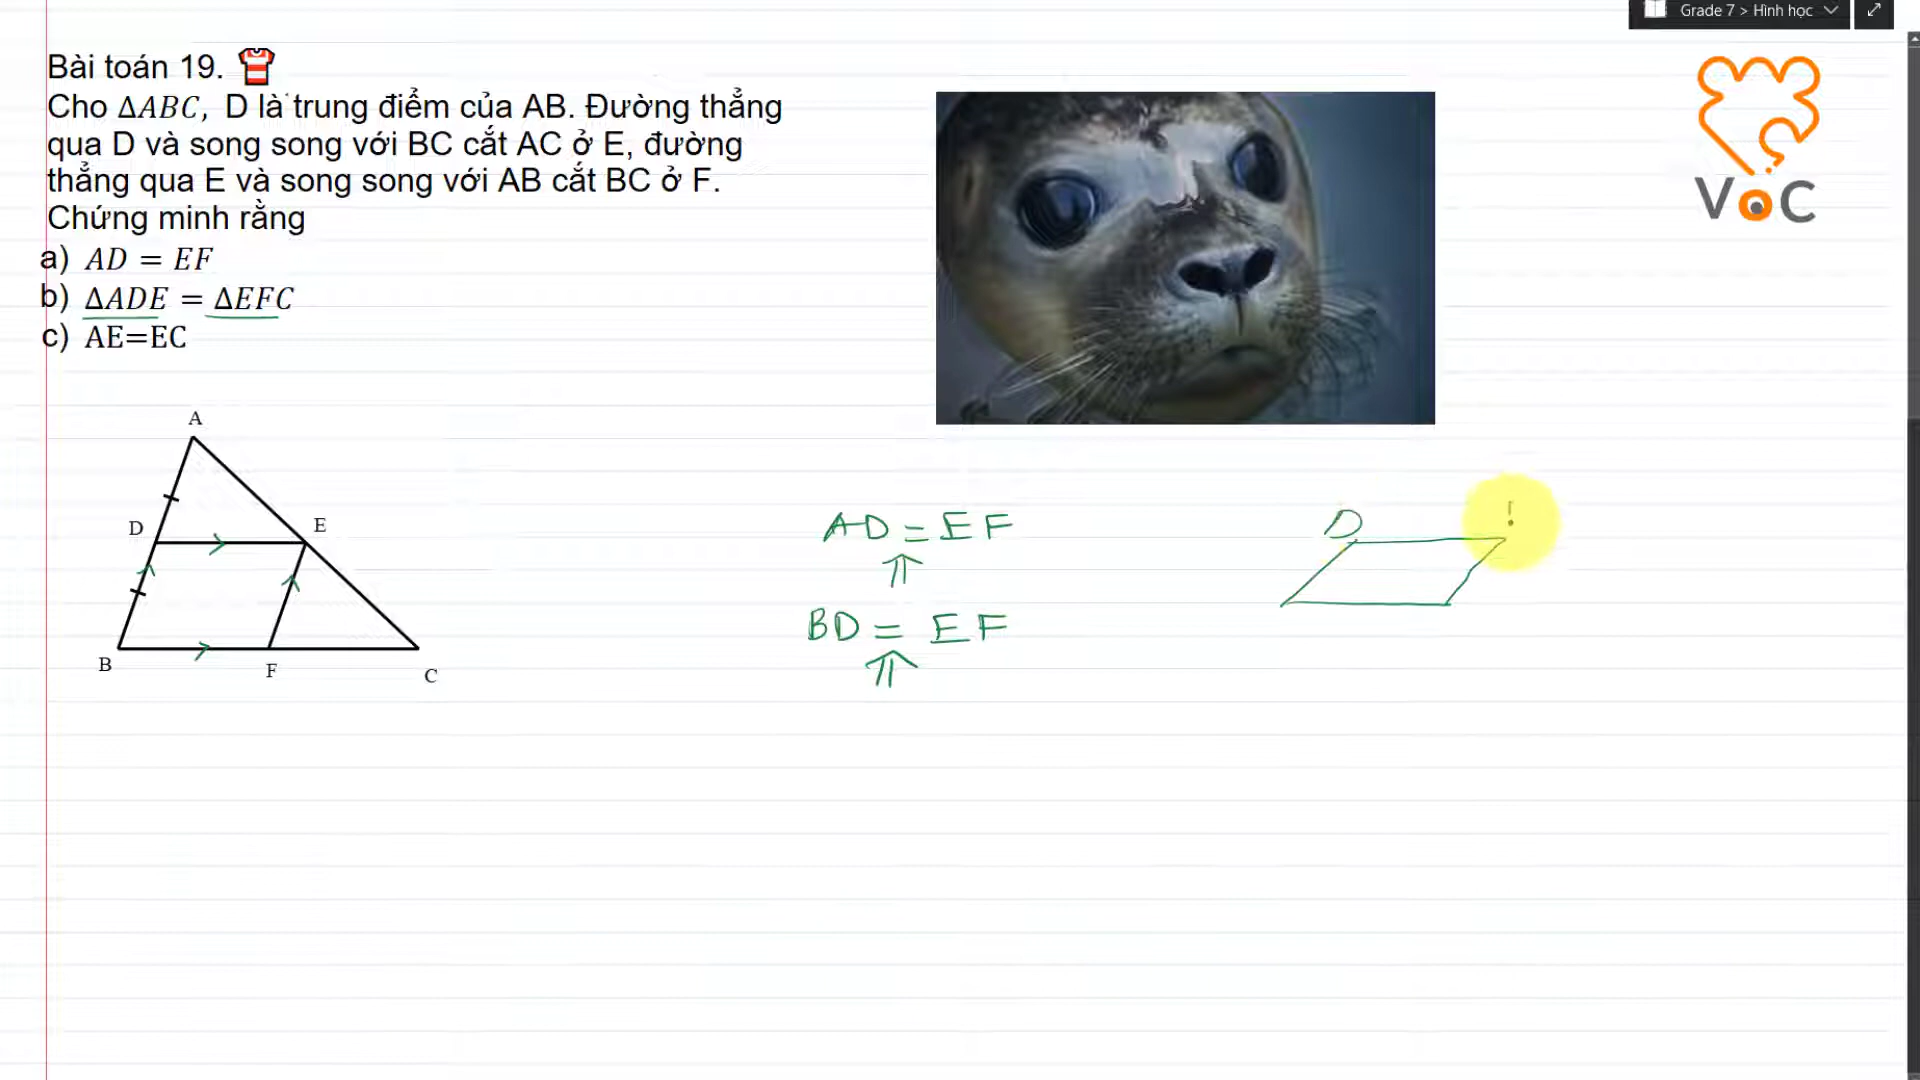 Grade 7 > Hình học
Bài toán 19.
Cho ΔABC, D là trung điểm của AB. Đường thẳng
qua D và song song với BC cắt AC ở E, đường
thẳng qua E và song song với AB cắt BC ở F.
Chứng minh rằng
a) AD = EF
b) ΔADE = ΔEFC
c) AE=EC
VOC
A
D
E
B
F
C
AD = EF
⇑
BD = EF
⇑
D